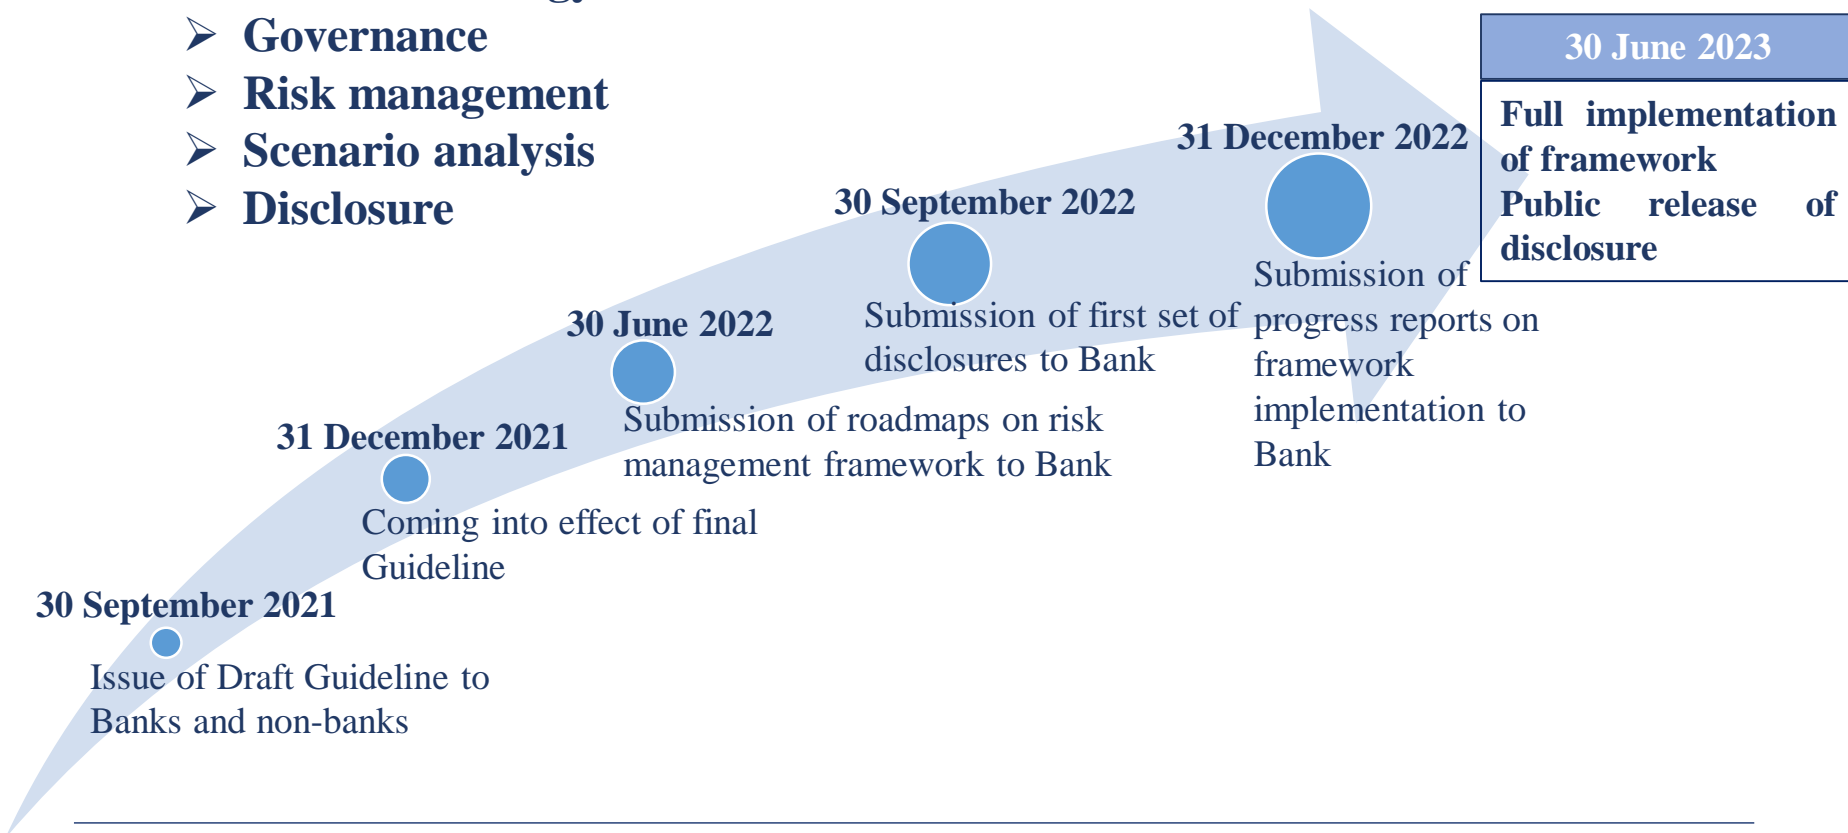 ➢ Governance
➢ Risk management
➢ Scenario analysis
➢ Disclosure
30 September 2021
Issue of Draft Guideline to
Banks and non-banks
31 December 2021
Coming into effect of final
Guideline
30 June 2022
Submission of roadmaps on risk
management framework to Bank
30 September 2022
Submission of first set of
disclosures to Bank
31 December 2022
Submission of
progress reports on
framework
implementation to
Bank
30 June 2023
Full implementation
of framework
Public release of
disclosure